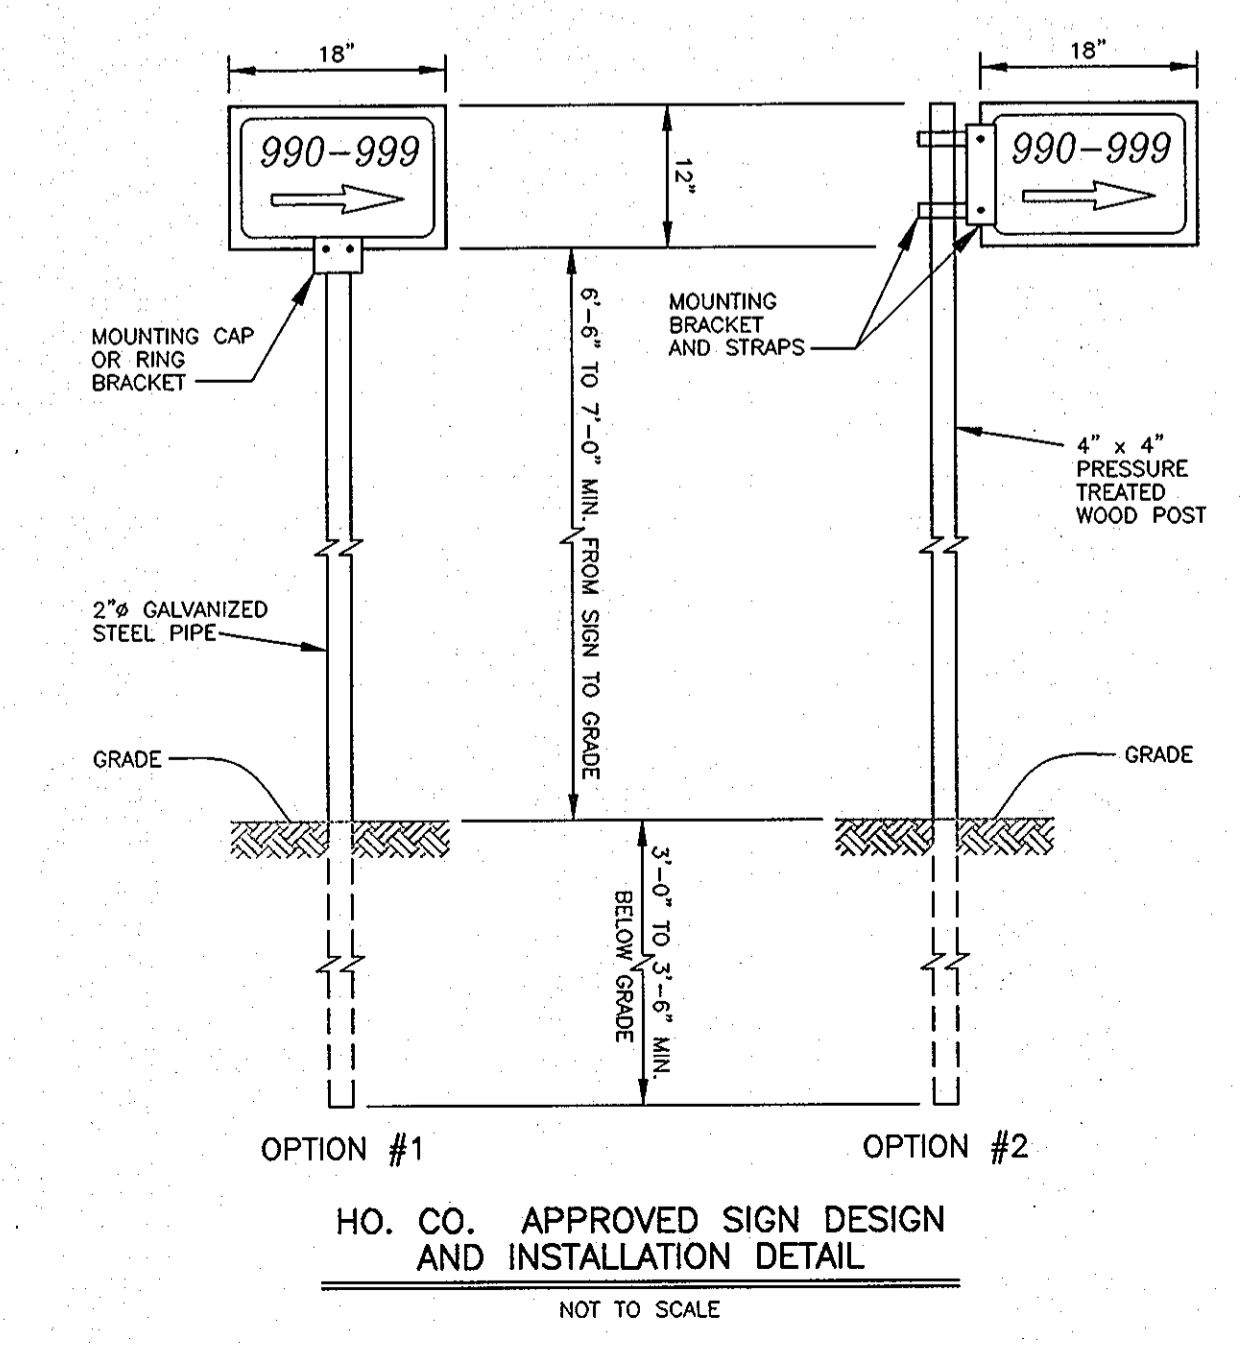 18"
18"
990-999
990-999
12"
MOUNTING CAP
OR RING
BRACKET
6'-6" TO 7'-0" MIN. FROM SIGN TO GRADE
MOUNTING
BRACKET
AND STRAPS
4" x 4"
PRESSURE
TREATED
WOOD POST
2"ø GALVANIZED
STEEL PIPE
GRADE
GRADE
3'-0" TO 3'-6" MIN.
BELOW GRADE
OPTION #1
OPTION #2
HO. CO. APPROVED SIGN DESIGN
AND INSTALLATION DETAIL
NOT TO SCALE